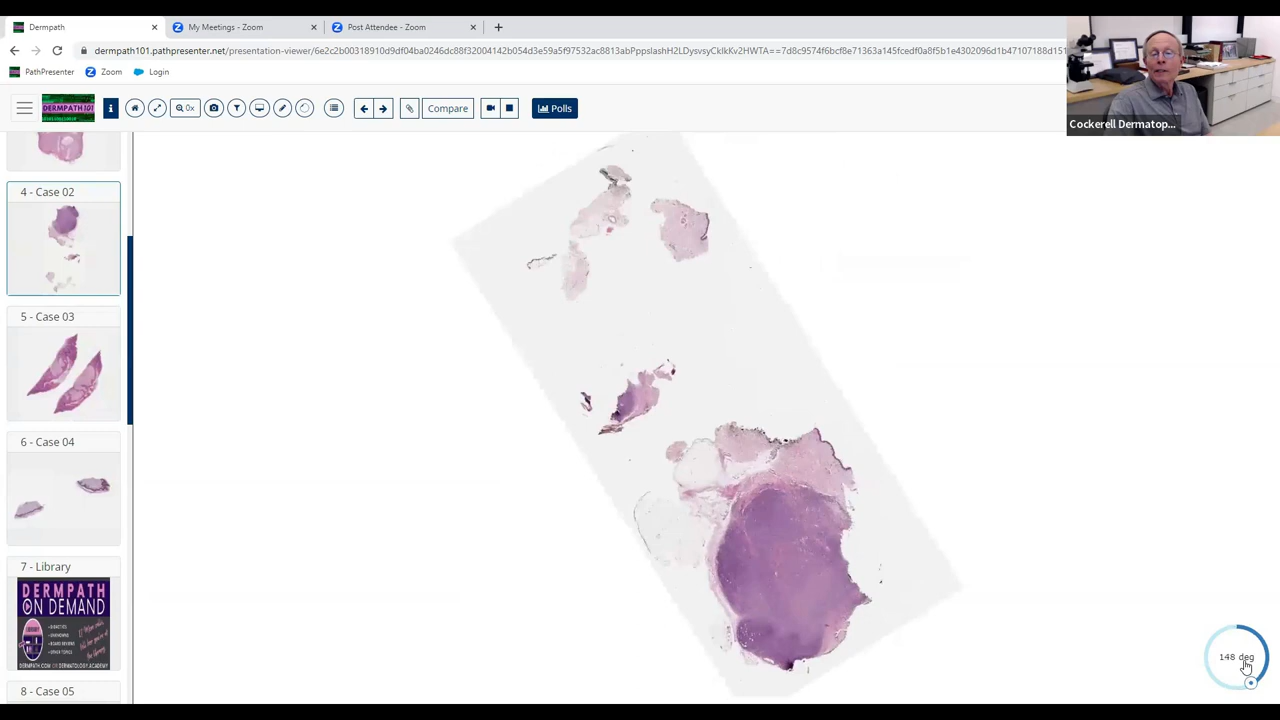 Dermpath
My Meetings - Zoom
Post Attendee - Zoom
dermpath101.pathpresenter.net/presentation-viewer/
PathPresenter
Zoom
Login
DERMPATH101
0x
Compare
Polls
Cockerell Dermatop...
4 - Case 02
5 - Case 03
6 - Case 04
7 - Library
DERMPATH
ON DEMAND
LIBRARY
8 - Case 05
148 deg